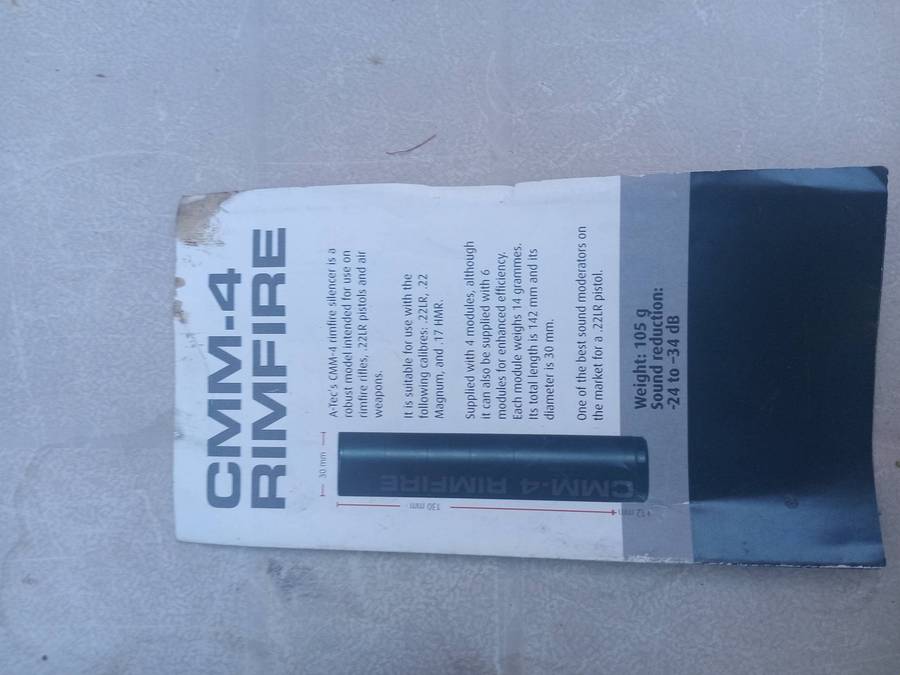 CMM-4
RIMFIRE
A-Tec's CMM-4 rimfire silencer is a
robust model intended for use on
rimfire rifles, .22LR pistols and air
weapons.
It is suitable for use with the
following calibres: .22LR, .22
Magnum, and .17 HMR.
Supplied with 4 modules, although
it can also be supplied with 6
modules for enhanced efficiency.
Each module weighs 14 grammes.
Its total length is 142 mm and its
diameter is 30 mm.
One of the best sound moderators on
the market for a .22LR pistol.
30 mm
CMM-4 RIMFIRE
130 mm
+12 mm
Weight: 105 g
Sound reduction:
-24 to –34 dB